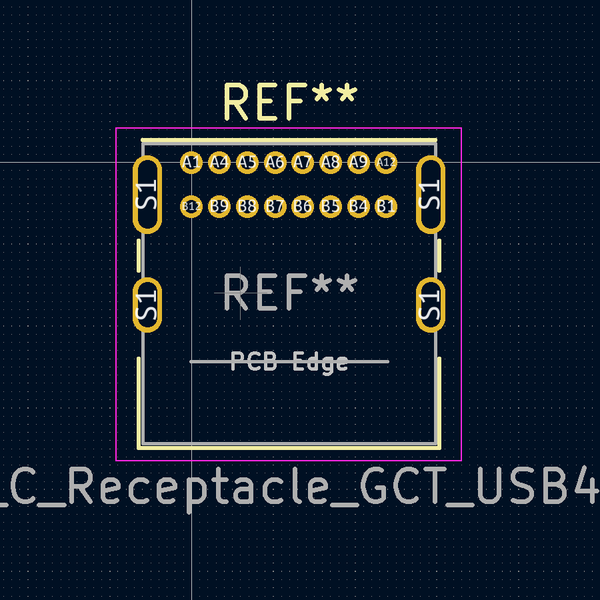 REF**
A1 A4 A5 A6 A7 A8 A9 A12
S1 S1
B12 B9 B8 B7 B6 B5 B4 B1
REF**
S1 S1
PCB Edge
_C_Receptacle_GCT_USB4